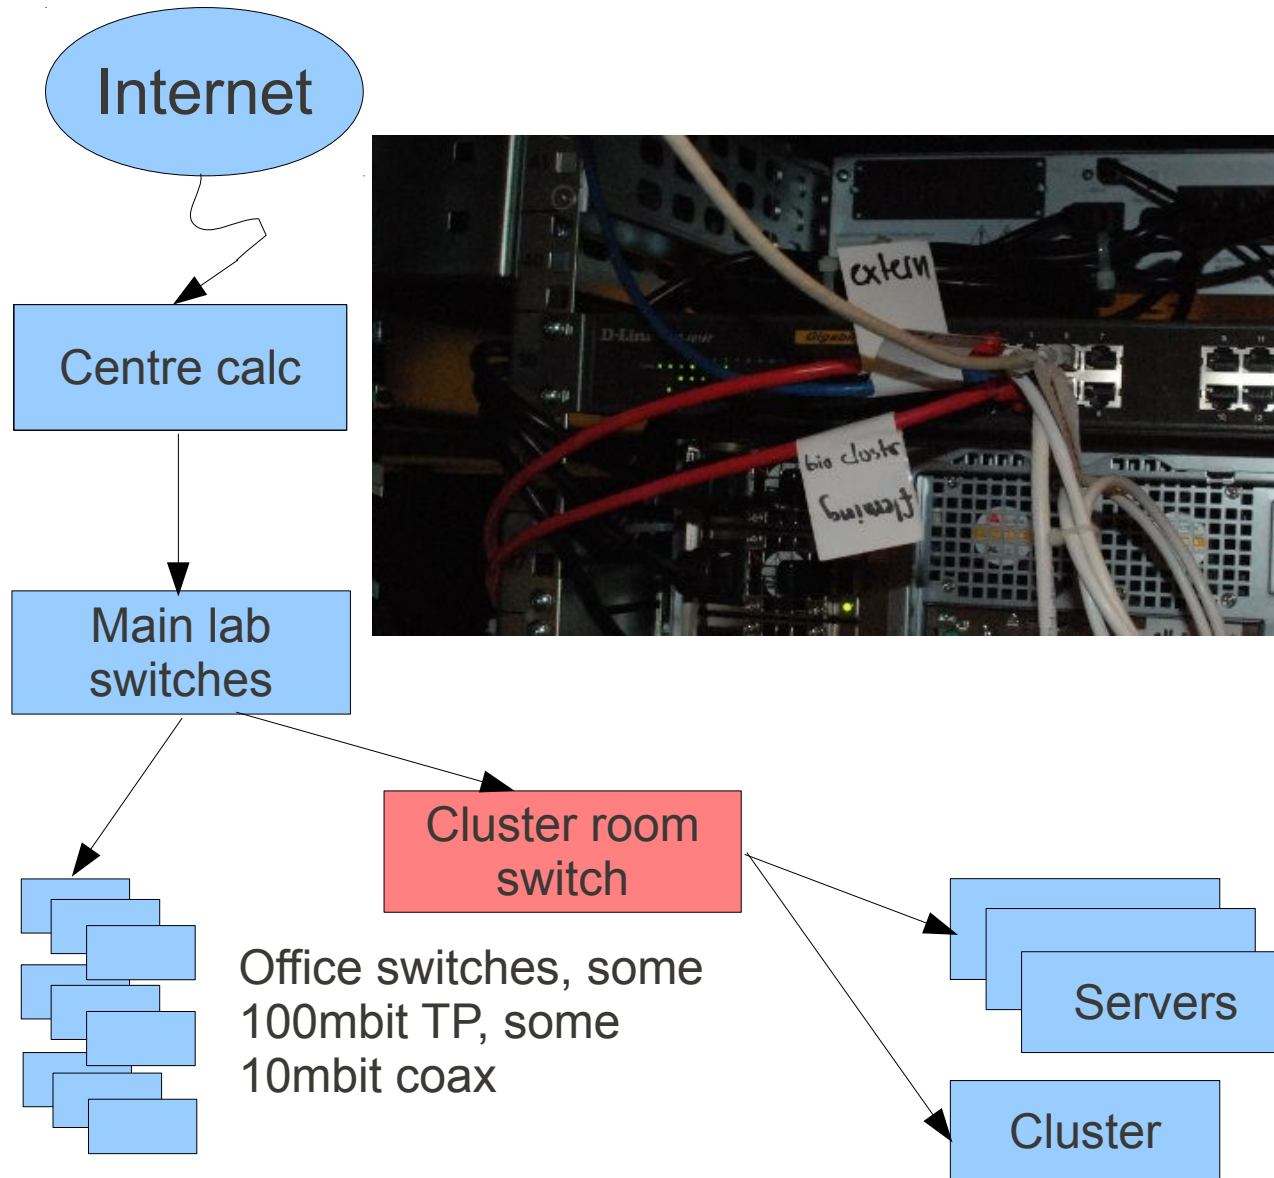 Internet
extern
D-Link
Centre calc
bio cluster
fleming
Main lab
switches
Cluster room
switch
Office switches, some
100mbit TP, some
10mbit coax
Servers
Cluster